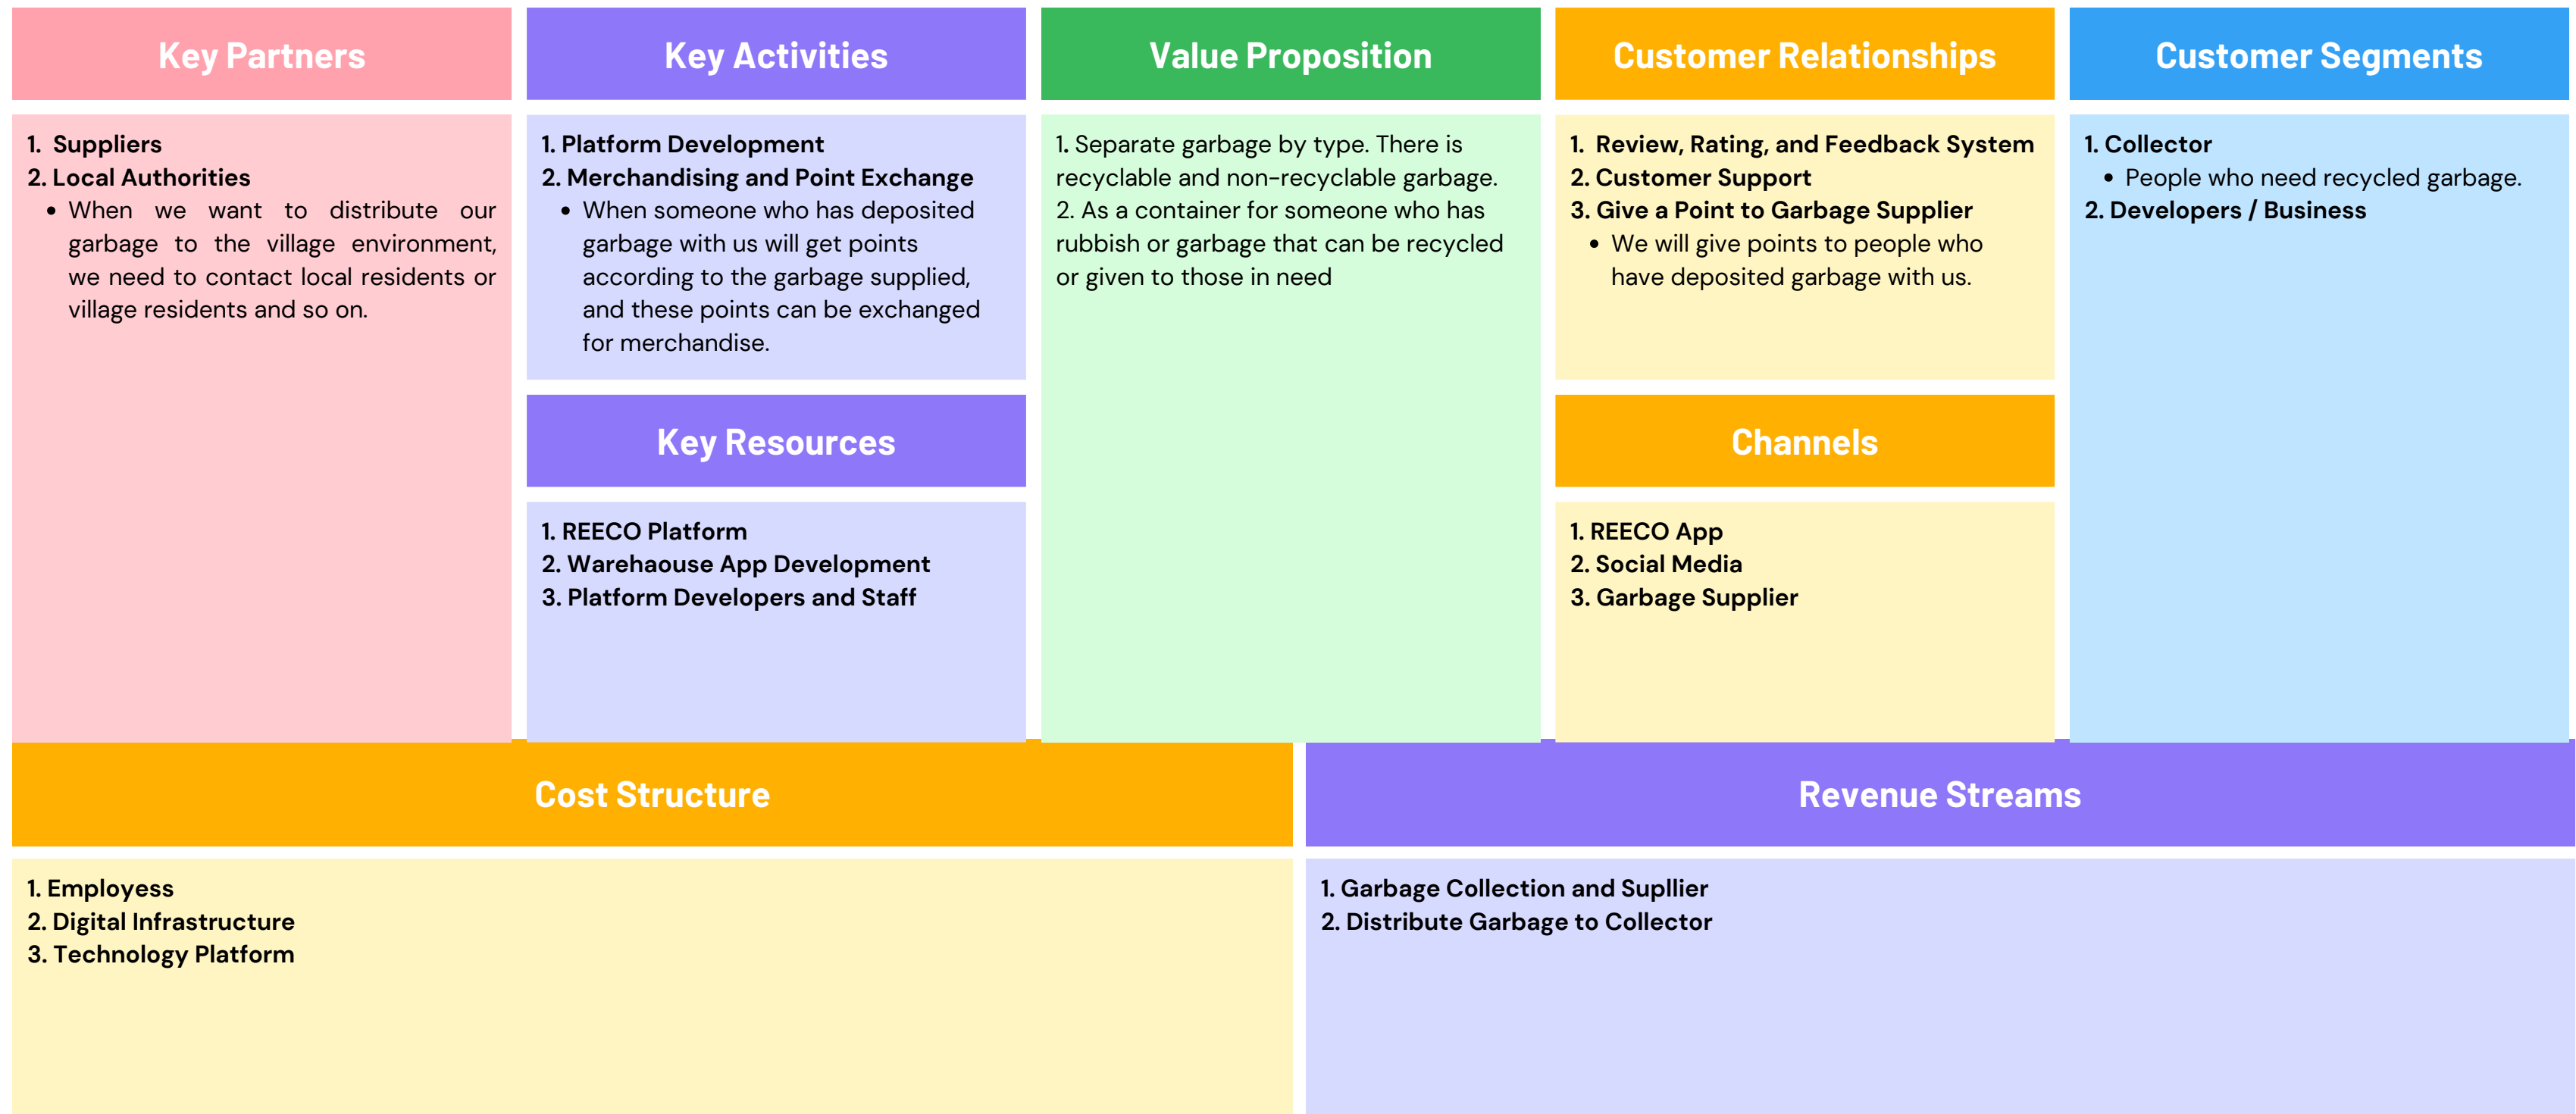 Key Partners
1. Suppliers
2. Local Authorities
• When we want to distribute our
garbage to the village environment,
we need to contact local residents or
village residents and so on.
Key Activities
1. Platform Development
2. Merchandising and Point Exchange
• When someone who has deposited
garbage with us will get points
according to the garbage supplied,
and these points can be exchanged
for merchandise.
Key Resources
1. REECO Platform
2. Warehaouse App Development
3. Platform Developers and Staff
Value Proposition
1. Separate garbage by type. There is
recyclable and non-recyclable garbage.
2. As a container for someone who has
rubbish or garbage that can be recycled
or given to those in need
Customer Relationships
1. Review, Rating, and Feedback System
2. Customer Support
3. Give a Point to Garbage Supplier
• We will give points to people who
have deposited garbage with us.
Channels
1. REECO App
2. Social Media
3. Garbage Supplier
Customer Segments
1. Collector
• People who need recycled garbage.
2. Developers / Business
Cost Structure
1. Employess
2. Digital Infrastructure
3. Technology Platform
Revenue Streams
1. Garbage Collection and Supllier
2. Distribute Garbage to Collector